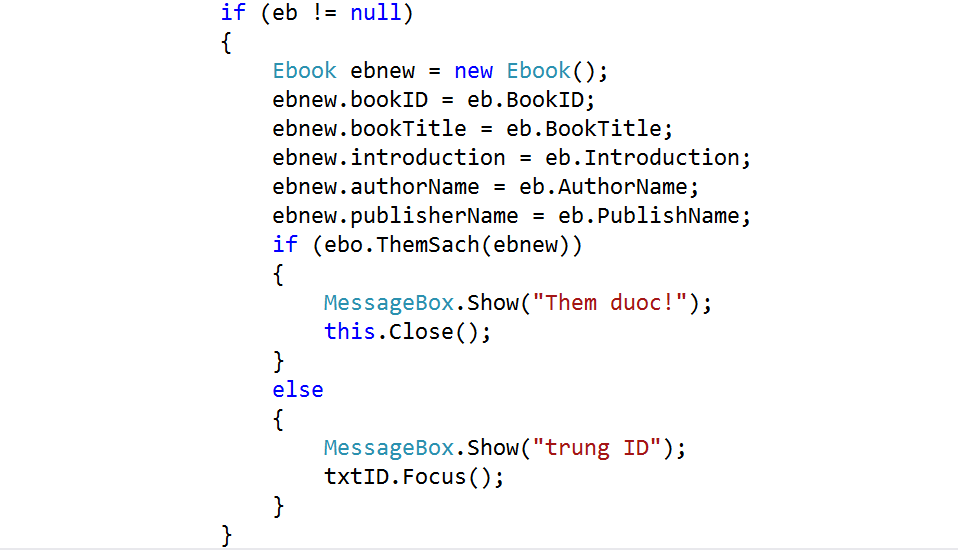 if (eb != null)
{
Ebook ebnew = new Ebook();
ebnew.bookID = eb.BookID;
ebnew.bookTitle = eb.BookTitle;
ebnew.introduction = eb.Introduction;
ebnew.authorName = eb.AuthorName;
ebnew.publisherName = eb.PublishName;
if (ebo.ThemSach(ebnew))
{
MessageBox.Show("Them duoc!");
this.Close();
}
else
{
MessageBox.Show("trung ID");
txtID.Focus();
}
}